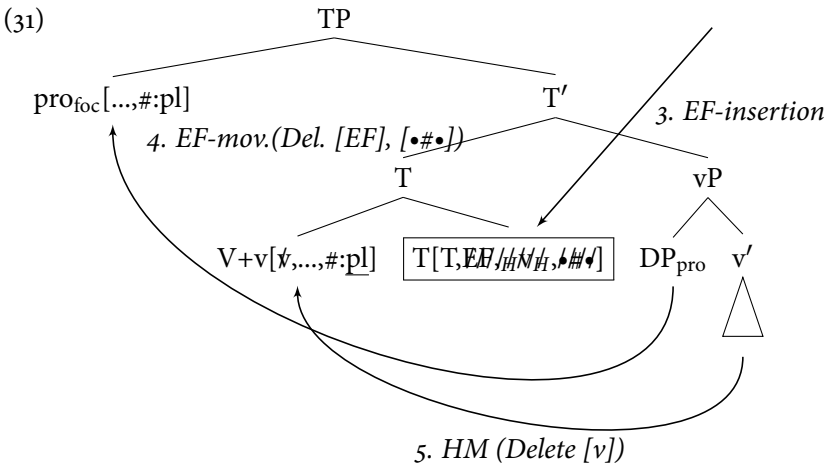 (31) TP
pro_foc[...,#:pl] T′
3. EF-insertion
4. EF-mov.(Del. [EF], [•#•])
T vP
V+v[v,...,#:pl] T[T,EF,_Hv_H,•#•] DP_pro v′
5. HM (Delete [v])